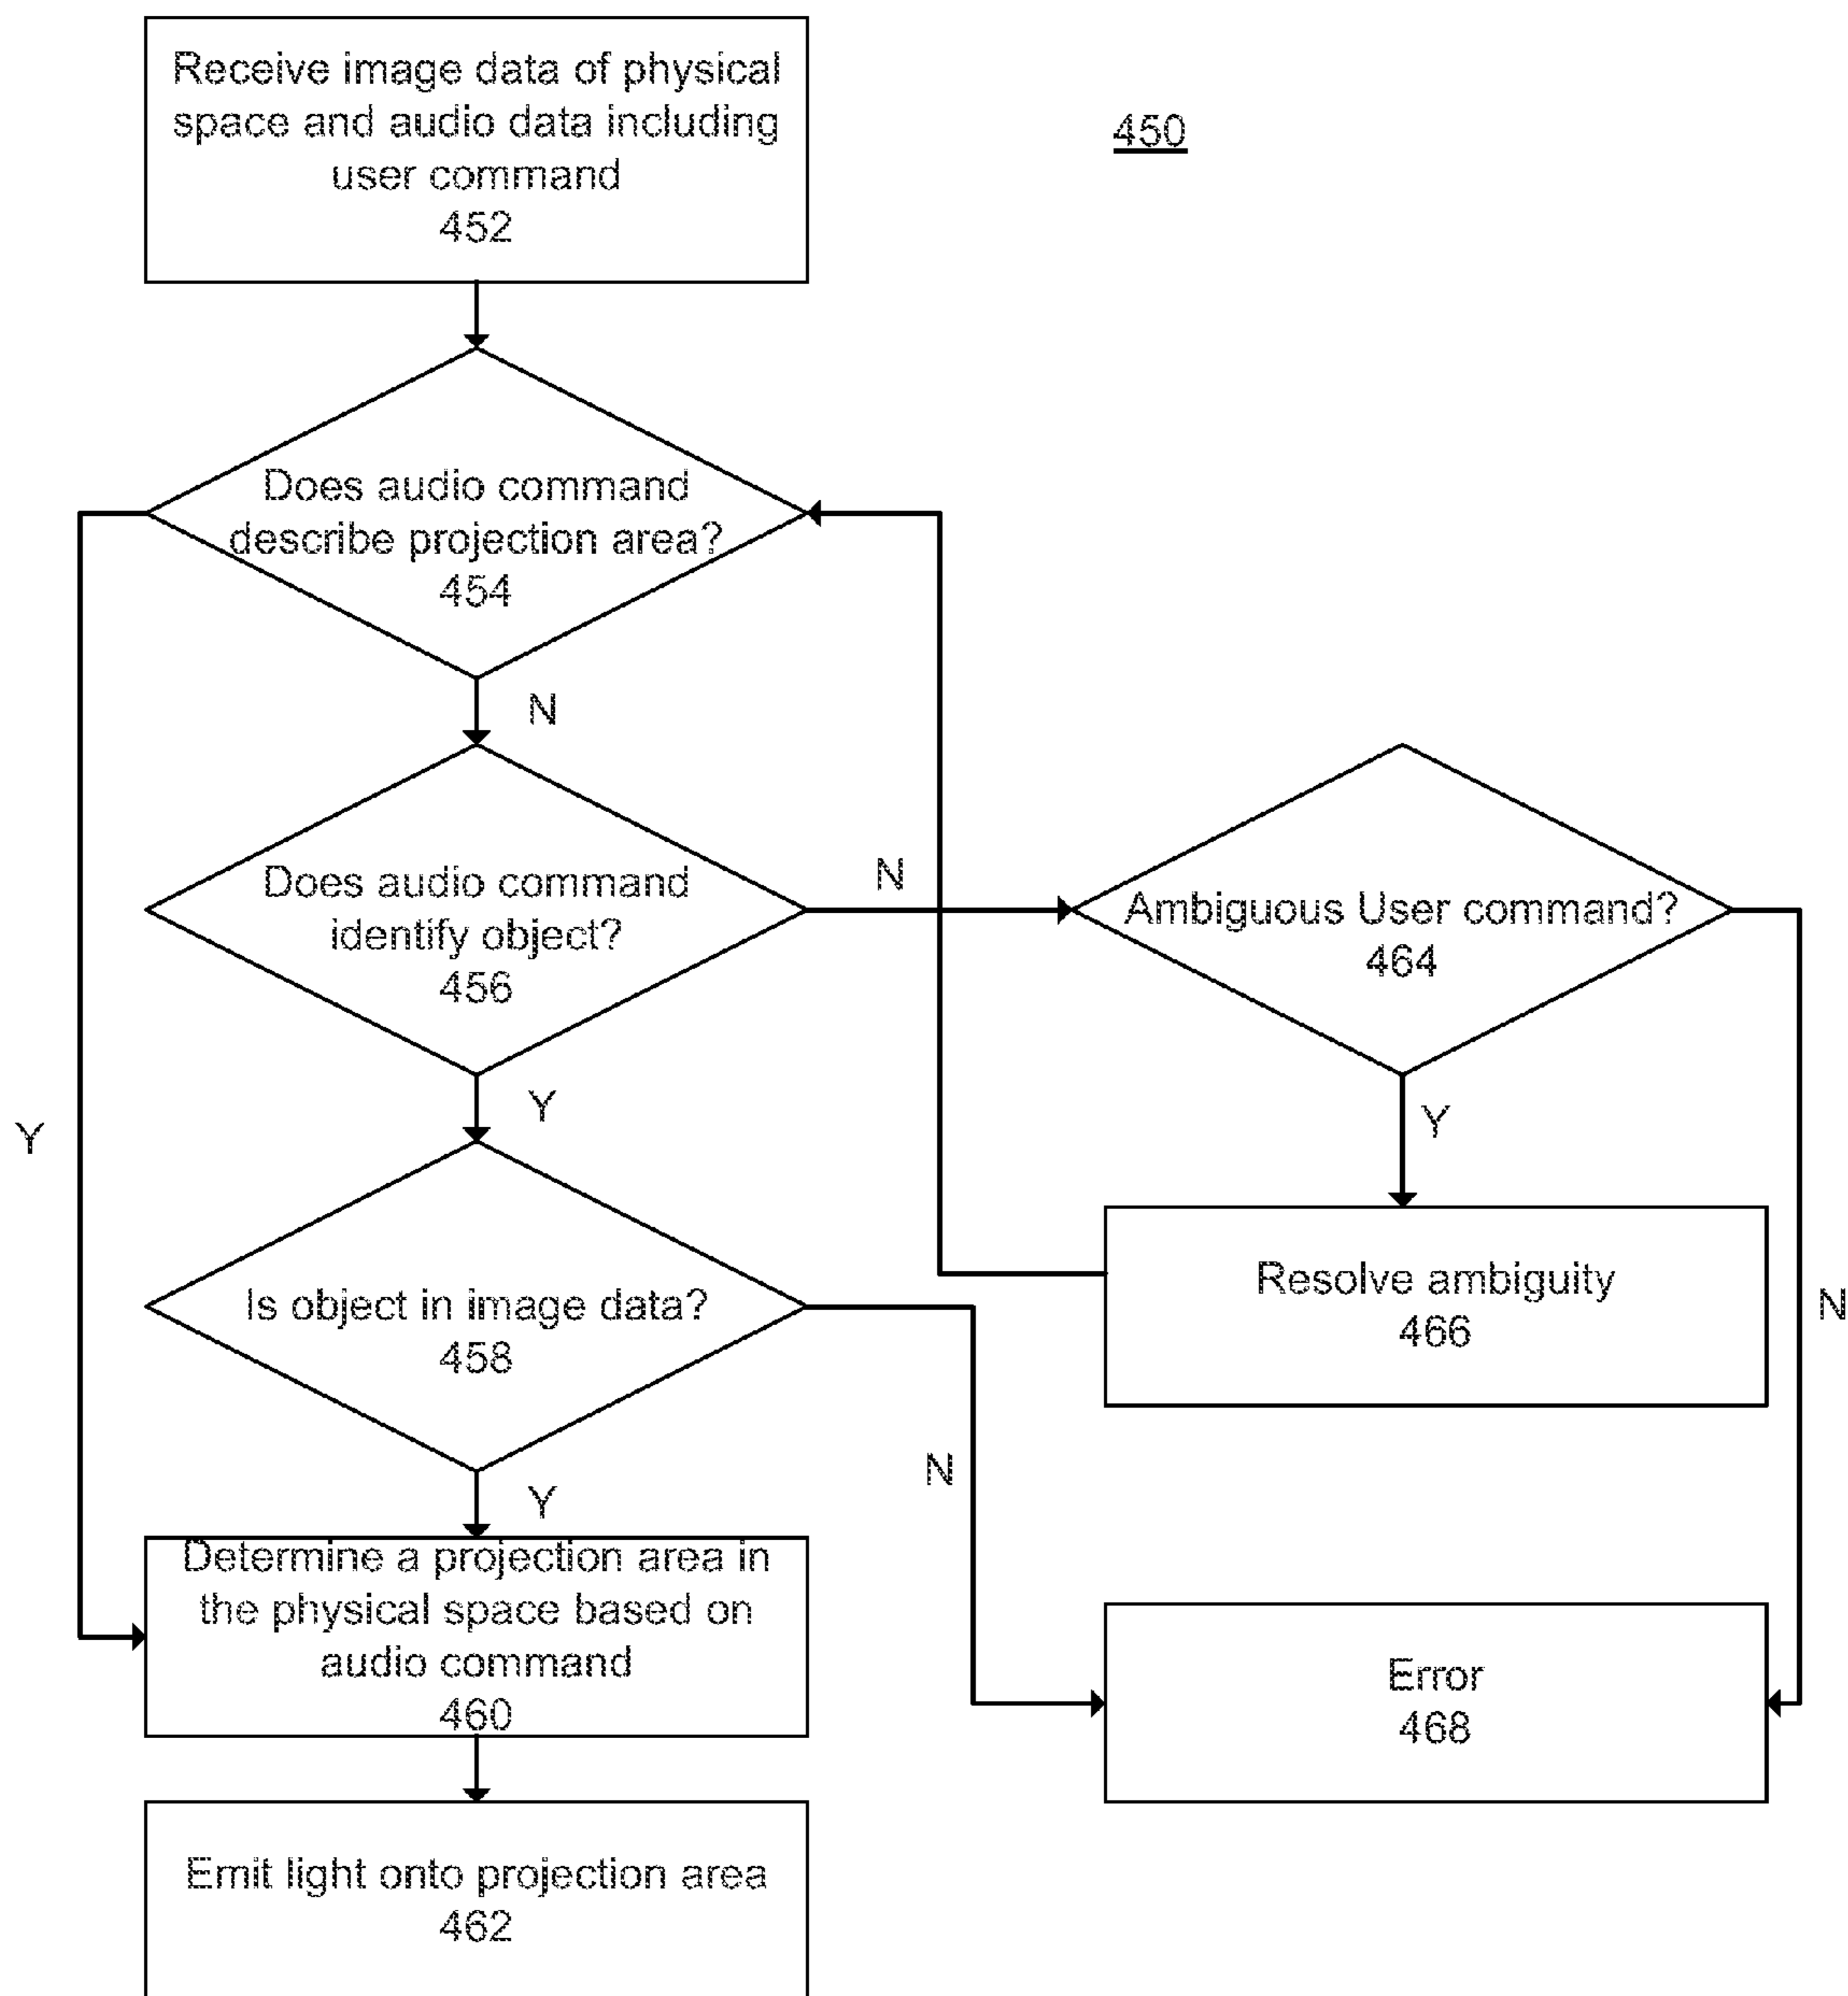 Receive image data of physical
space and audio data including
user command
452
450
Does audio command
describe projection area?
454
N
Does audio command
identify object?
456
N
Ambiguous User command?
464
Y
Y
Y
Is object in image data?
458
Resolve ambiguity
466
N
N
Y
Determine a projection area in
the physical space based on
audio command
460
Error
468
Emit light onto projection area
462